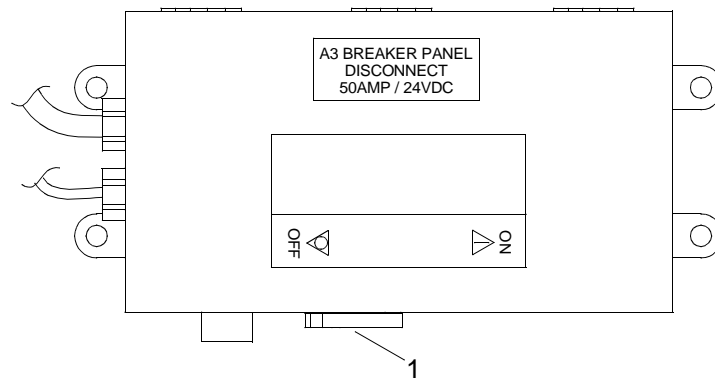 A3 BREAKER PANEL
DISCONNECT
50AMP / 24VDC
OFF
ON
1